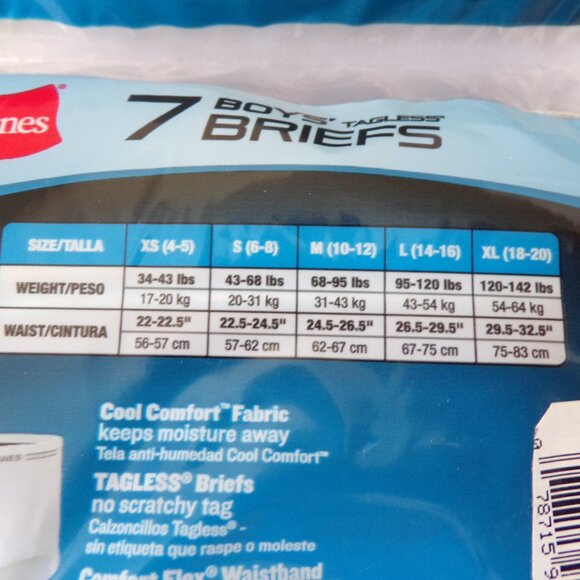 nes
7 BOYS' TAGLESS®
BRIEFS
SIZE/TALLA XS (4-5) S (6-8) M (10-12) L (14-16) XL (18-20)
WEIGHT/PESO 34-43 lbs 43-68 lbs 68-95 lbs 95-120 lbs 120-142 lbs
17-20 kg 20-31 kg 31-43 kg 43-54 kg 54-64 kg
WAIST/CINTURA 22-22.5" 22.5-24.5" 24.5-26.5" 26.5-29.5" 29.5-32.5"
56-57 cm 57-62 cm 62-67 cm 67-75 cm 75-83 cm
Cool Comfort™ Fabric
keeps moisture away
Tela anti-humedad Cool Comfort™
TAGLESS® Briefs
no scratchy tag
Calzoncillos Tagless® -
sin etiqueta que raspe o moleste
Comfort Flex® Waistband
78715 9